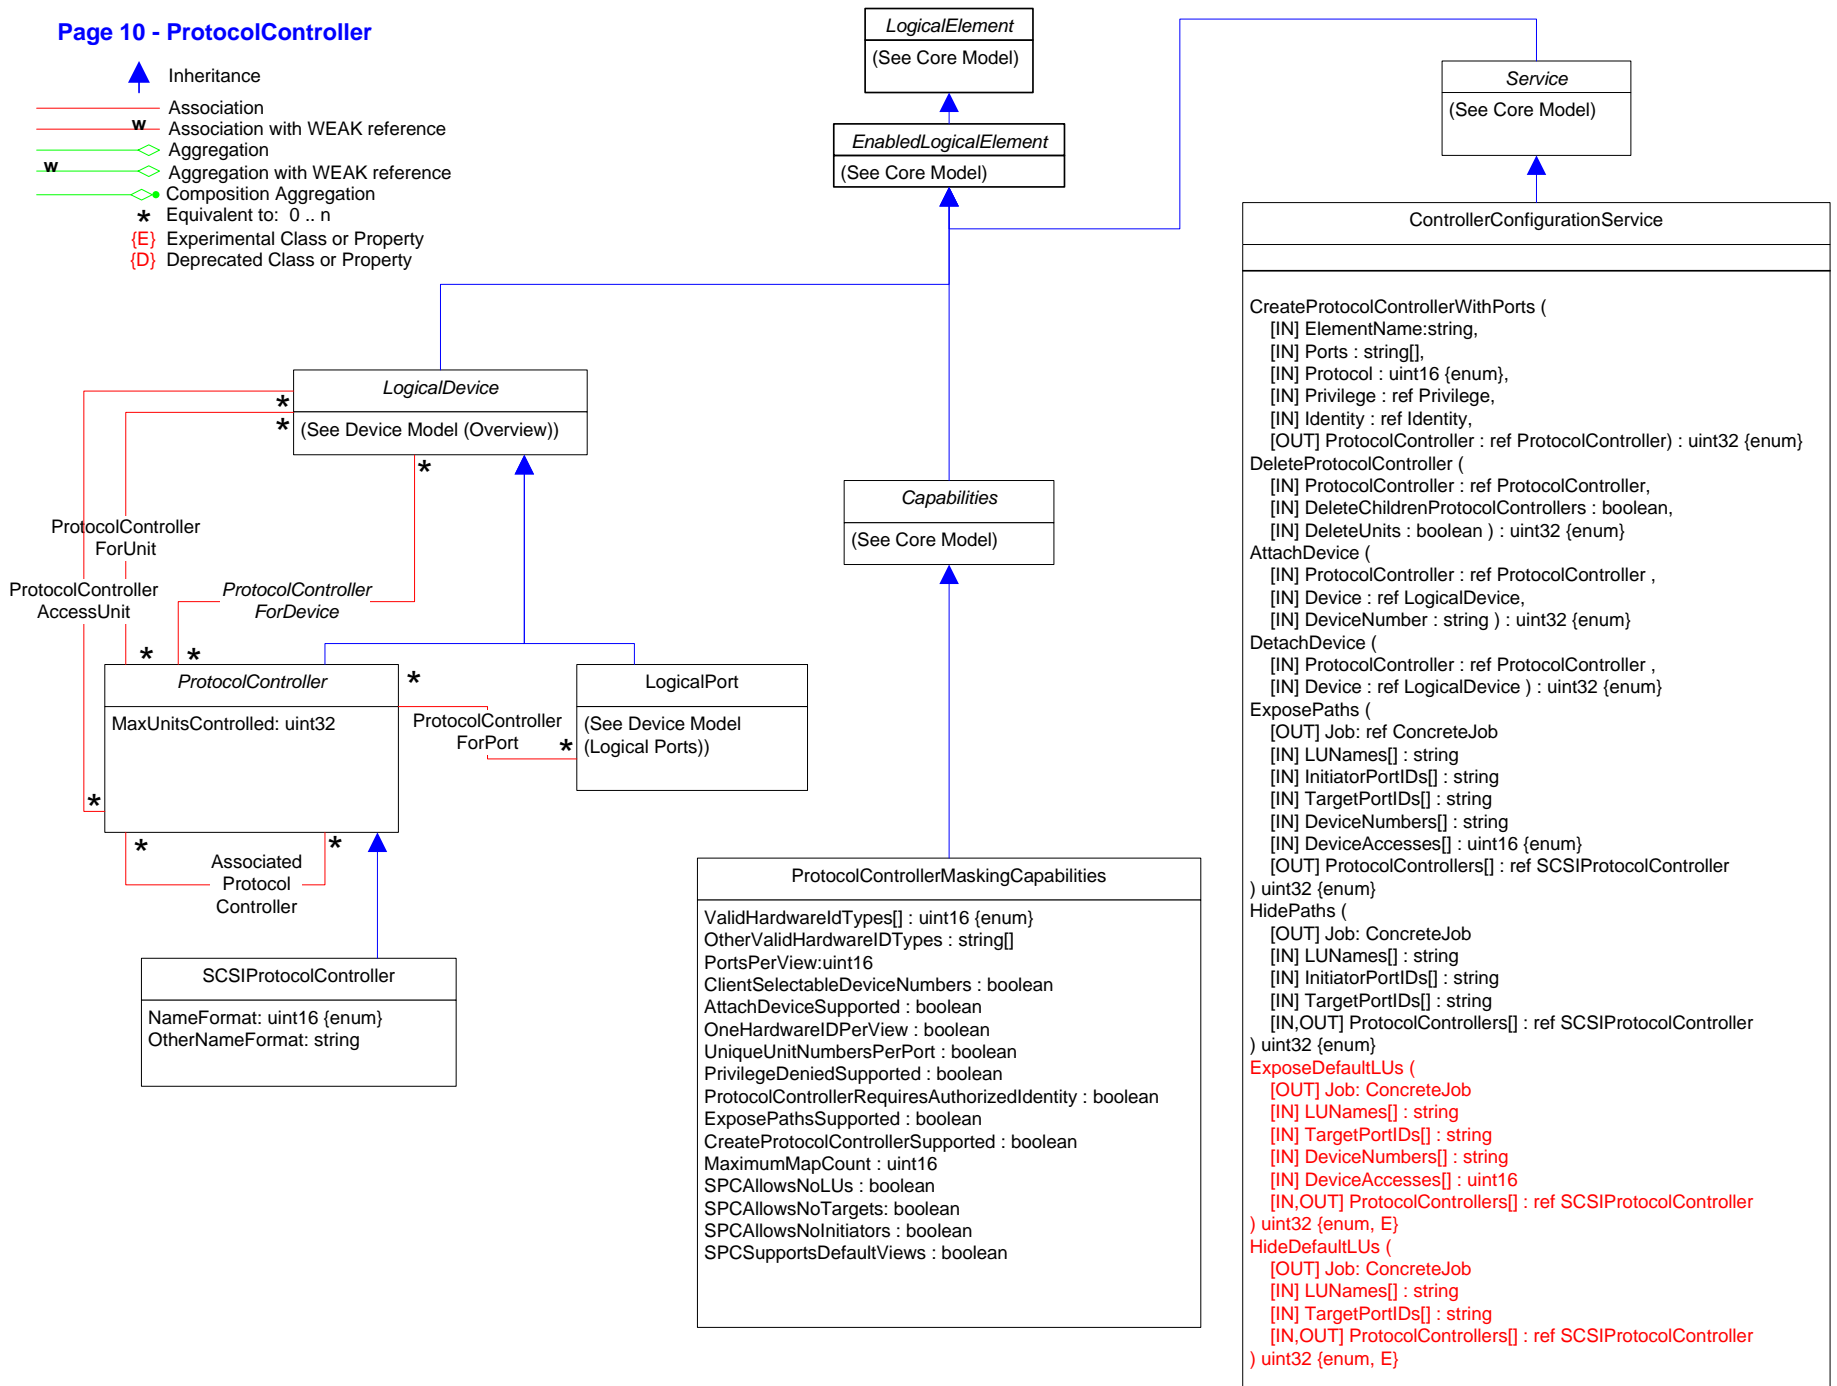 Page 10 - ProtocolController
Inheritance
Association
w Association with WEAK reference
Aggregation
w Aggregation with WEAK reference
Composition Aggregation
* Equivalent to: 0 .. n
{E} Experimental Class or Property
{D} Deprecated Class or Property
LogicalElement
(See Core Model)
EnabledLogicalElement
(See Core Model)
Service
(See Core Model)
LogicalDevice
(See Device Model (Overview))
*
*
*
ProtocolController
ForUnit
ProtocolController
AccessUnit
ProtocolController
ForDevice
*
*
*
*
ProtocolController
MaxUnitsControlled: uint32
ProtocolController
ForPort
*
LogicalPort
(See Device Model
(Logical Ports))
*
*
Associated
Protocol
Controller
SCSIProtocolController
NameFormat: uint16 {enum}
OtherNameFormat: string
Capabilities
(See Core Model)
ProtocolControllerMaskingCapabilities
ValidHardwareIdTypes[] : uint16 {enum}
OtherValidHardwareIDTypes : string[]
PortsPerView:uint16
ClientSelectableDeviceNumbers : boolean
AttachDeviceSupported : boolean
OneHardwareIDPerView : boolean
UniqueUnitNumbersPerPort : boolean
PrivilegeDeniedSupported : boolean
ProtocolControllerRequiresAuthorizedIdentity : boolean
ExposePathsSupported : boolean
CreateProtocolControllerSupported : boolean
MaximumMapCount : uint16
SPCAllowsNoLUs : boolean
SPCAllowsNoTargets: boolean
SPCAllowsNoInitiators : boolean
SPCSupportsDefaultViews : boolean
ControllerConfigurationService
CreateProtocolControllerWithPorts (
[IN] ElementName:string,
[IN] Ports : string[],
[IN] Protocol : uint16 {enum},
[IN] Privilege : ref Privilege,
[IN] Identity : ref Identity,
[OUT] ProtocolController : ref ProtocolController) : uint32 {enum}
DeleteProtocolController (
[IN] ProtocolController : ref ProtocolController,
[IN] DeleteChildrenProtocolControllers : boolean,
[IN] DeleteUnits : boolean ) : uint32 {enum}
AttachDevice (
[IN] ProtocolController : ref ProtocolController ,
[IN] Device : ref LogicalDevice,
[IN] DeviceNumber : string ) : uint32 {enum}
DetachDevice (
[IN] ProtocolController : ref ProtocolController ,
[IN] Device : ref LogicalDevice ) : uint32 {enum}
ExposePaths (
[OUT] Job: ref ConcreteJob
[IN] LUNames[] : string
[IN] InitiatorPortIDs[] : string
[IN] TargetPortIDs[] : string
[IN] DeviceNumbers[] : string
[IN] DeviceAccesses[] : uint16 {enum}
[OUT] ProtocolControllers[] : ref SCSIProtocolController
) uint32 {enum}
HidePaths (
[OUT] Job: ConcreteJob
[IN] LUNames[] : string
[IN] InitiatorPortIDs[] : string
[IN] TargetPortIDs[] : string
[IN,OUT] ProtocolControllers[] : ref SCSIProtocolController
) uint32 {enum}
ExposeDefaultLUs (
[OUT] Job: ConcreteJob
[IN] LUNames[] : string
[IN] TargetPortIDs[] : string
[IN] DeviceNumbers[] : string
[IN] DeviceAccesses[] : uint16
[IN,OUT] ProtocolControllers[] : ref SCSIProtocolController
) uint32 {enum, E}
HideDefaultLUs (
[OUT] Job: ConcreteJob
[IN] LUNames[] : string
[IN] TargetPortIDs[] : string
[IN,OUT] ProtocolControllers[] : ref SCSIProtocolController
) uint32 {enum, E}